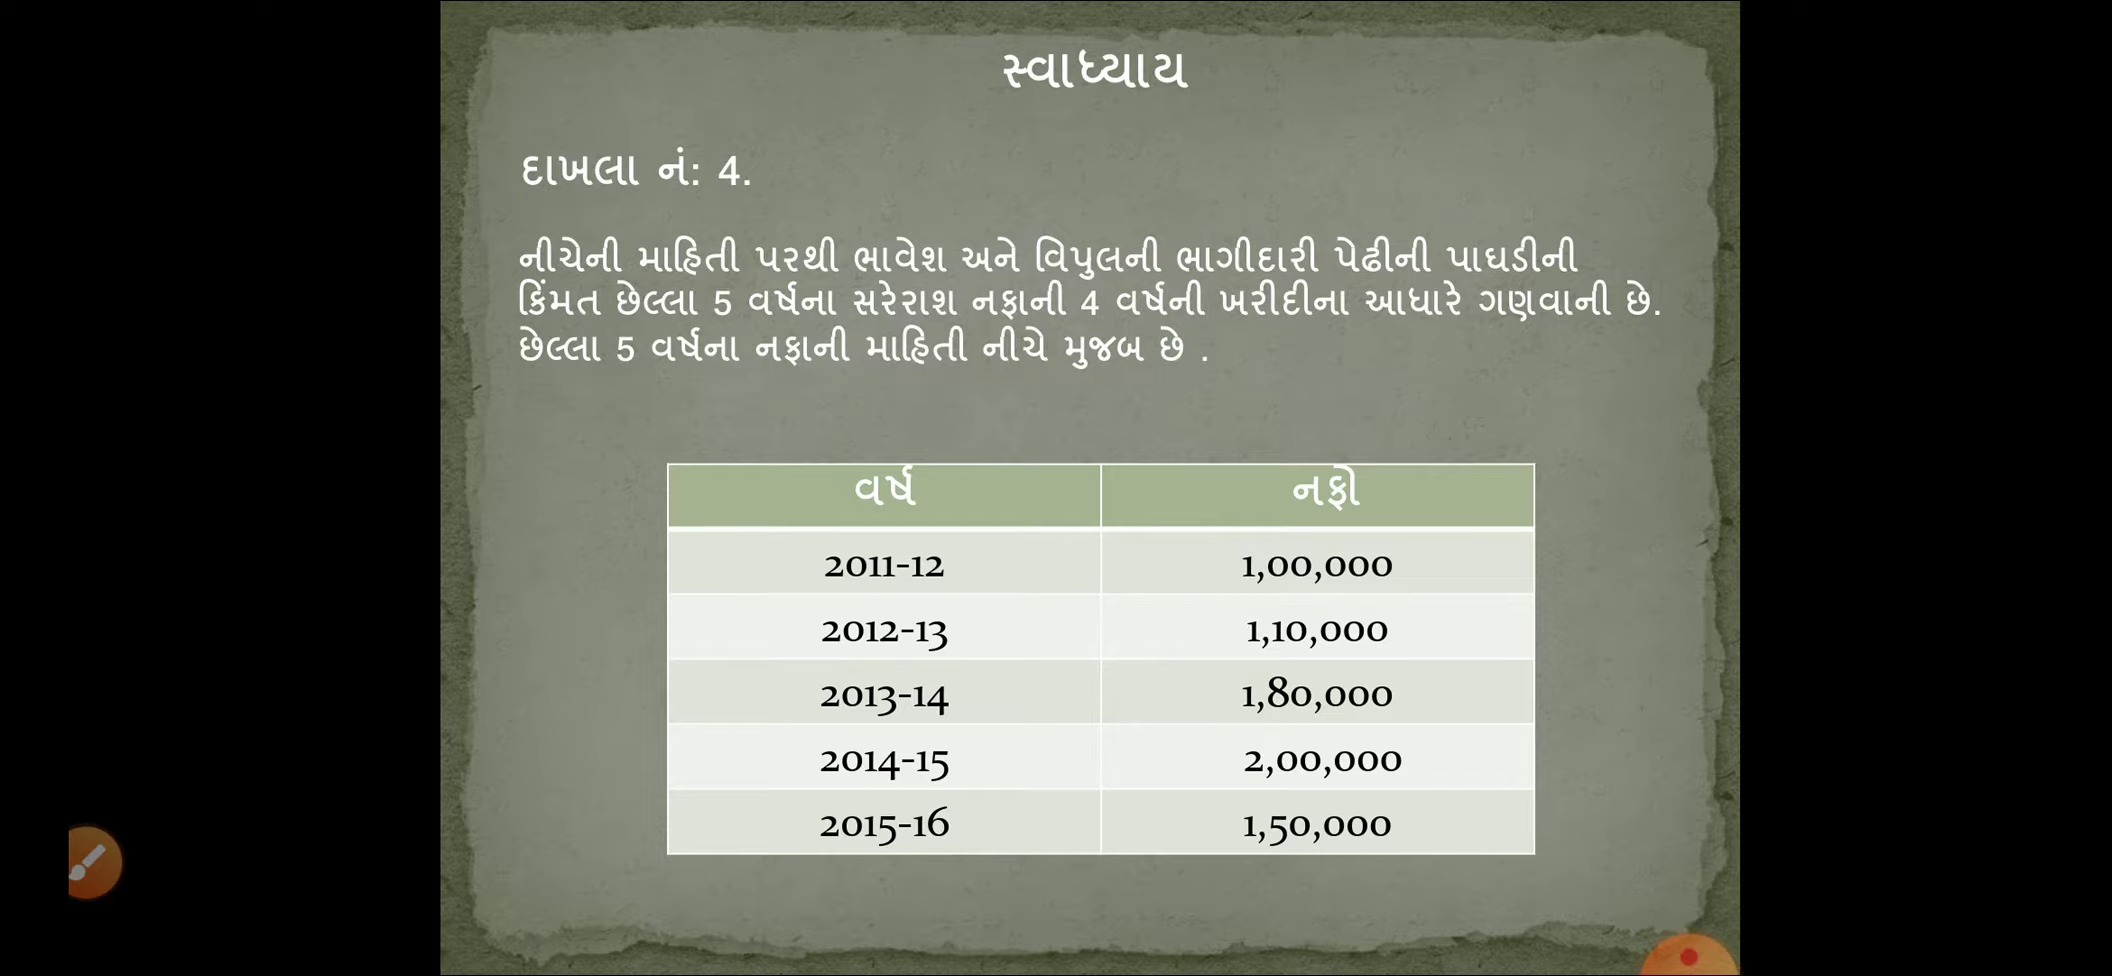 સ્વાધ્યાય
દાખલા નં: 4.
નીચેની માહિતી પરથી ભાવેશ અને વિપુલની ભાગીદારી પેઢીની પાઘડીની
કિંમત છેલ્લા 5 વર્ષના સરેરાશ નફાની 4 વર્ષની ખરીદીના આધારે ગણવાની છે.
છેલ્લા 5 વર્ષના નફાની માહિતી નીચે મુજબ છે .
વર્ષ નફો
2011-12 1,00,000
2012-13 1,10,000
2013-14 1,80,000
2014-15 2,00,000
2015-16 1,50,000